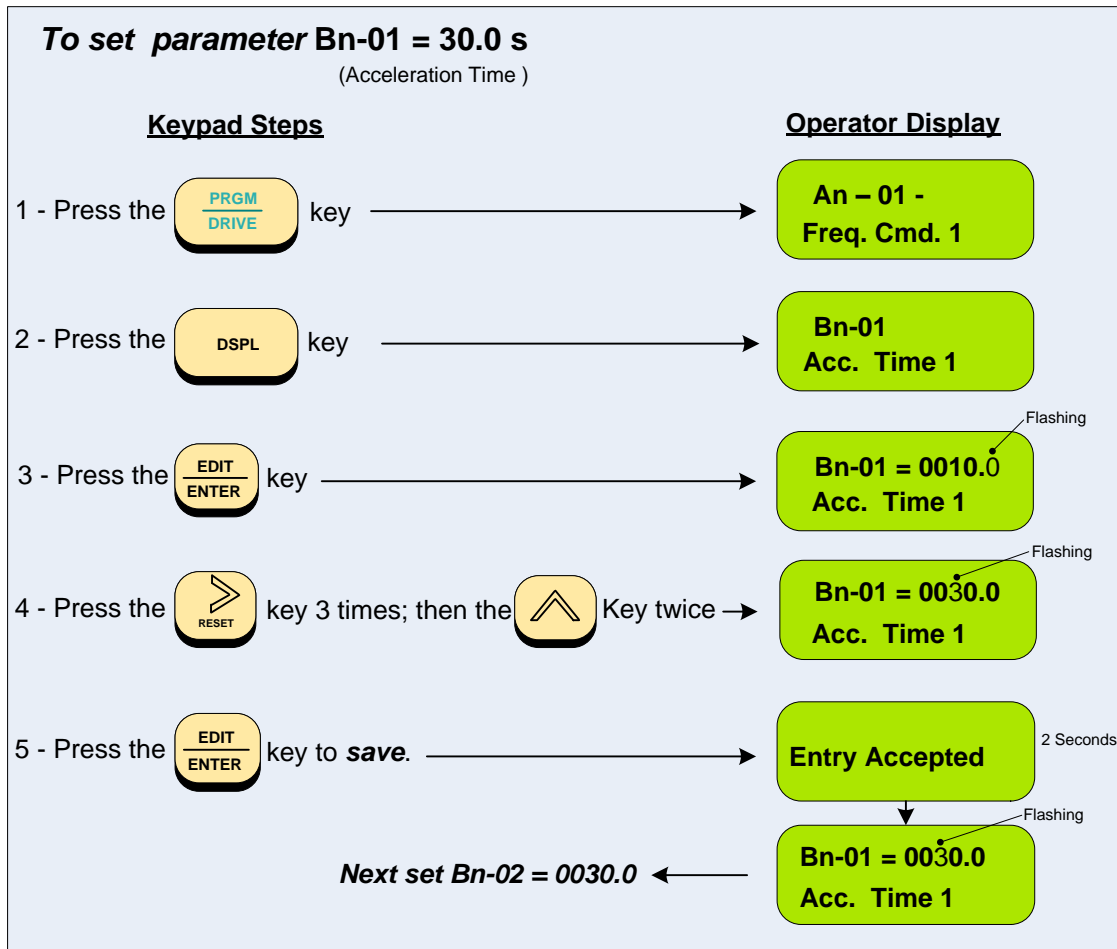 To set parameter Bn-01 = 30.0 s
(Acceleration Time )
Keypad Steps
Operator Display
1 - Press the PRGM DRIVE key
An – 01 -
Freq. Cmd. 1
2 - Press the DSPL key
Bn-01
Acc. Time 1
3 - Press the EDIT ENTER key
Flashing
Bn-01 = 0010.0
Acc. Time 1
4 - Press the RESET key 3 times; then the Key twice
Flashing
Bn-01 = 0030.0
Acc. Time 1
5 - Press the EDIT ENTER key to save.
Entry Accepted
2 Seconds
Flashing
Bn-01 = 0030.0
Acc. Time 1
Next set Bn-02 = 0030.0